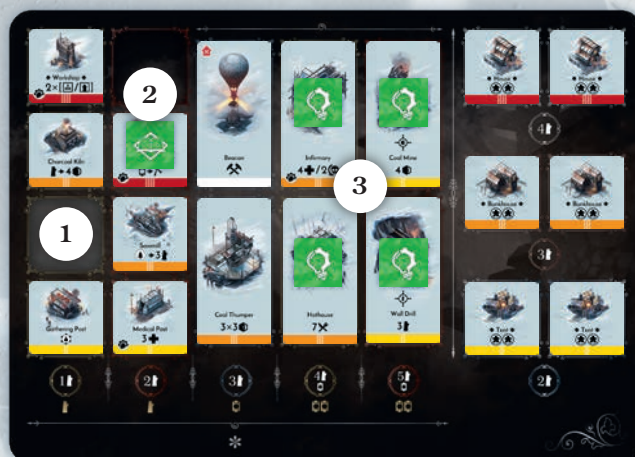 Workshop
2×[ / ]
2
Beacon
Infirmary
4 / 2
Coal Mine
4
House
House
4
Charcoal Kiln
4
3
1
Sawmill
3
Bunkhouse
Bunkhouse
3
Gathering Post
Medical Post
3
Coal Thumper
3×3
Hothouse
7
Wall Drill
3
Tent
Tent
1
2
3
4
5
2